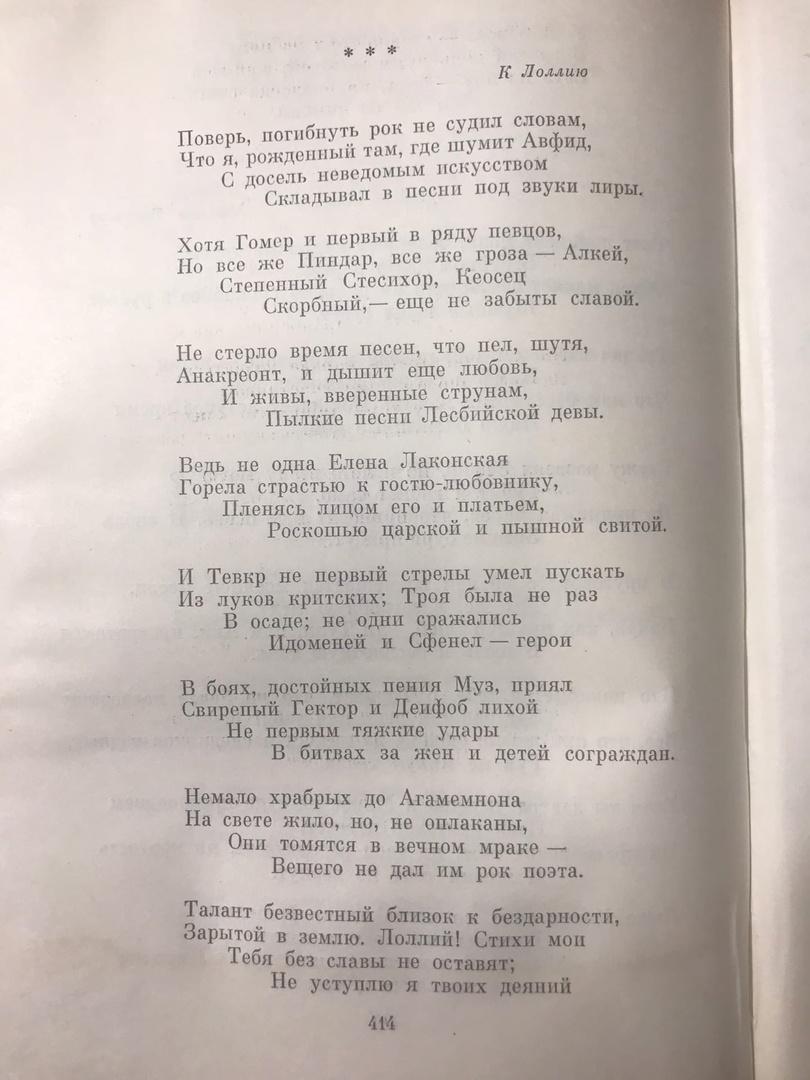 * * *
К Лоллию
Поверь, погибнуть рок не судил словам,
Что я, рожденный там, где шумит Авфид,
С досель неведомым искусством
Складывал в песни под звуки лиры.
Хотя Гомер и первый в ряду певцов,
Но все же Пиндар, все же гроза — Алкей,
Степенный Стесихор, Кеосец
Скорбный,— еще не забыты славой.
Не стерло время песен, что пел, шутя,
Анакреонт, и дышит еще любовь,
И живы, вверенные струнам,
Пылкие песни Лесбийской девы.
Ведь не одна Елена Лаконская
Горела страстью к гостю-любовнику,
Пленясь лицом его и платьем,
Роскошью царской и пышной свитой.
И Тевкр не первый стрелы умел пускать
Из луков критских; Троя была не раз
В осаде; не одни сражались
Идоменей и Сфенел — герои
В боях, достойных пения Муз, приял
Свирепый Гектор и Деифоб лихой
Не первым тяжкие удары
В битвах за жен и детей сограждан.
Немало храбрых до Агамемнона
На свете жило, но, не оплаканы,
Они томятся в вечном мраке —
Вещего не дал им рок поэта.
Талант безвестный близок к бездарности,
Зарытой в землю. Лоллий! Стихи мои
Тебя без славы не оставят;
Не уступлю я твоих деяний
414